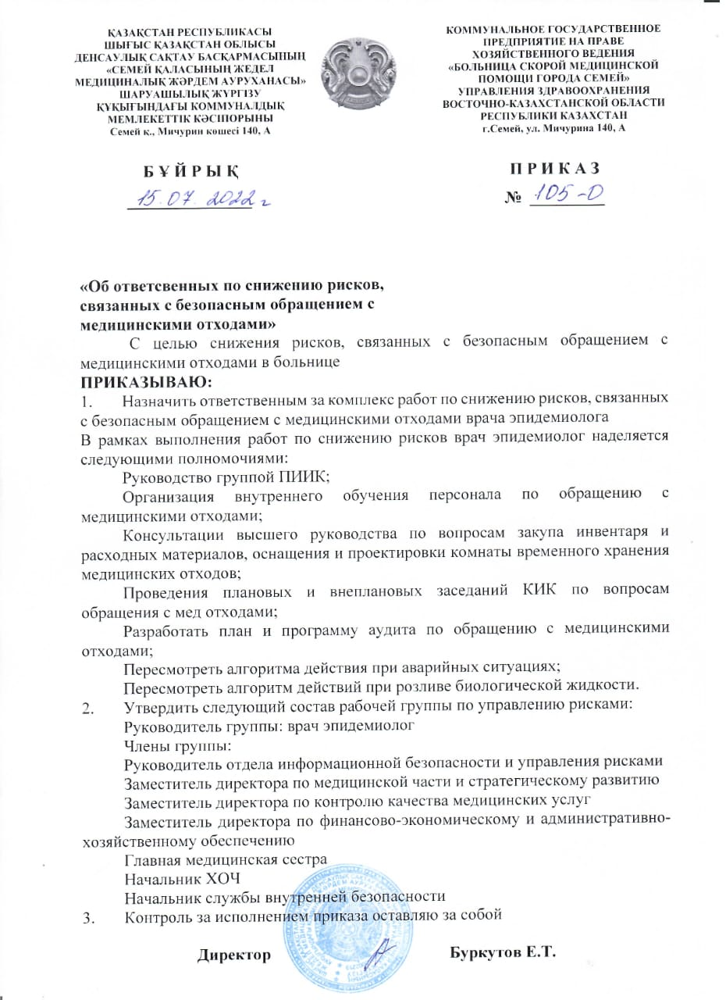 ҚАЗАҚСТАН РЕСПУБЛИКАСЫ
ШЫҒЫС ҚАЗАҚСТАН ОБЛЫСЫ
ДЕНСАУЛЫҚ САҚТАУ БАСҚАРМАСЫНЫҢ
«СЕМЕЙ ҚАЛАСЫНЫҢ ЖЕДЕЛ
МЕДИЦИНАЛЫҚ ЖӘРДЕМ АУРУХАНАСЫ»
ШАРУАШЫЛЫҚ ЖҮРГІЗУ
ҚҰҚЫҒЫНДАҒЫ КОММУНАЛДЫҚ
МЕМЛЕКЕТТІК КӘСІПОРЫНЫ
Семей қ., Мичурин көшесі 140, А
КОММУНАЛЬНОЕ ГОСУДАРСТВЕННОЕ
ПРЕДПРИЯТИЕ НА ПРАВЕ
ХОЗЯЙСТВЕННОГО ВЕДЕНИЯ
«БОЛЬНИЦА СКОРОЙ МЕДИЦИНСКОЙ
ПОМОЩИ ГОРОДА СЕМЕЙ»
УПРАВЛЕНИЯ ЗДРАВООХРАНЕНИЯ
ВОСТОЧНО-КАЗАХСТАНСКОЙ ОБЛАСТИ
РЕСПУБЛИКИ КАЗАХСТАН
г.Семей, ул. Мичурина 140, А
Б Ұ Й Р Ы Қ
П Р И К А З
15.07.2022 г
№ 105-О
«Об ответсвенных по снижению рисков,
связанных с безопасным обращением с
медицинскими отходами»
С целью снижения рисков, связанных с безопасным обращением с
медицинскими отходами в больнице
ПРИКАЗЫВАЮ:
1. Назначить ответственным за комплекс работ по снижению рисков, связанных
с безопасным обращением с медицинскими отходами врача эпидемиолога
В рамках выполнения работ по снижению рисков врач эпидемиолог наделяется
следующими полномочиями:
Руководство группой ПИИК;
Организация внутреннего обучения персонала по обращению с
медицинскими отходами;
Консультации высшего руководства по вопросам закупа инвентаря и
расходных материалов, оснащения и проектировки комнаты временного хранения
медицинских отходов;
Проведения плановых и внеплановых заседаний КИК по вопросам
обращения с мед отходами;
Разработать план и программу аудита по обращению с медицинскими
отходами;
Пересмотреть алгоритма действия при аварийных ситуациях;
Пересмотреть алгоритм действий при розливе биологической жидкости.
2. Утвердить следующий состав рабочей группы по управлению рисками:
Руководитель группы: врач эпидемиолог
Члены группы:
Руководитель отдела информационной безопасности и управления рисками
Заместитель директора по медицинской части и стратегическому развитию
Заместитель директора по контролю качества медицинских услуг
Заместитель директора по финансово-экономическому и административно-
хозяйственному обеспечению
Главная медицинская сестра
Начальник ХОЧ
Начальник службы внутренней безопасности
3. Контроль за исполнением приказа оставляю за собой
Директор Буркутов Е.Т.